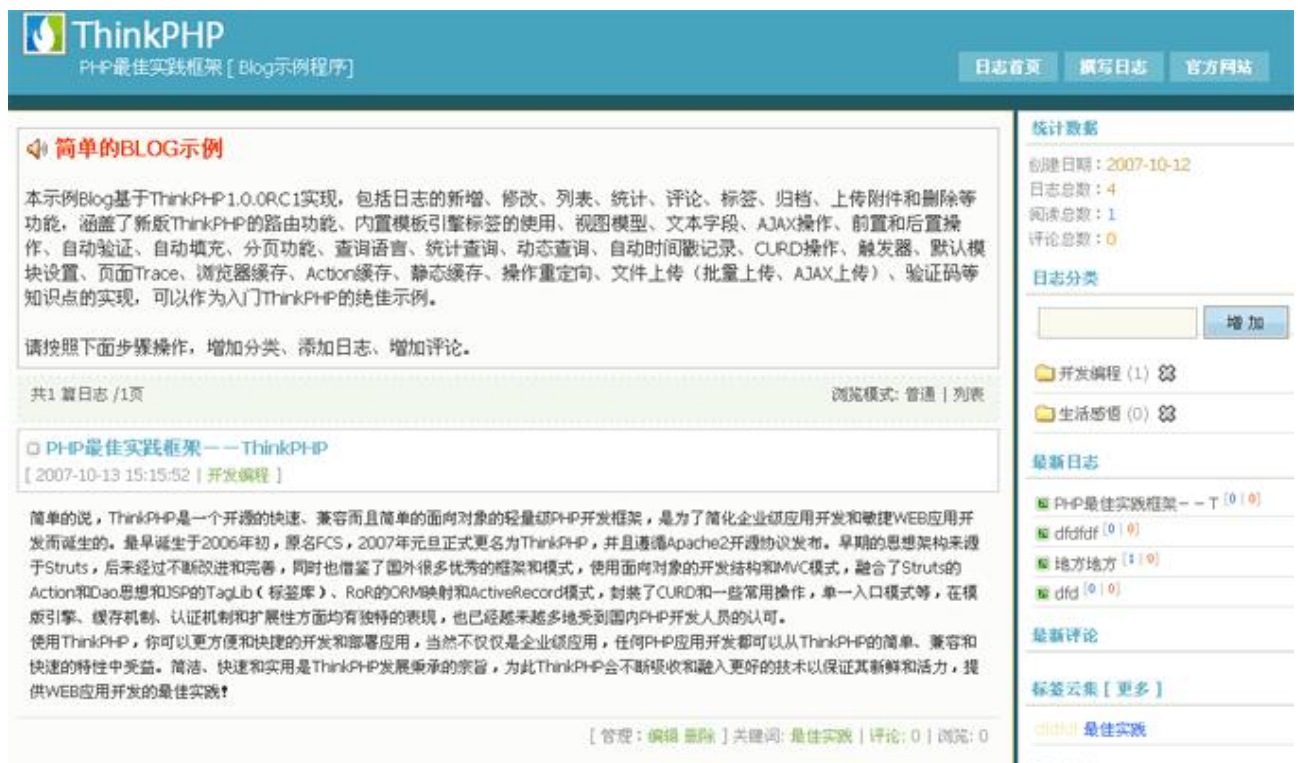 ThinkPHP
PHP最佳实践框架 [ Blog示例程序]
日志首页 撰写日志 官方网站
简单的BLOG示例
本示例Blog基于ThinkPHP1.0.0RC1实现，包括日志的新增、修改、列表、统计、评论、标签、归档、上传附件和删除等
功能，涵盖了新版ThinkPHP的路由功能、内置模板引擎标签的使用、视图模型、文本字段、AJAX操作、前置和后置操
作、自动验证、自动填充、分页功能、查询语言、统计查询、动态查询、自动时间戳记录、CURD操作、触发器、默认模
块设置、页面Trace、浏览器缓存、Action缓存、静态缓存、操作重定向、文件上传（批量上传、AJAX上传）、验证码等
知识点的实现，可以作为入门ThinkPHP的绝佳示例。
请按照下面步骤操作，增加分类、添加日志、增加评论。
共1 篇日志 /1页
浏览模式: 普通 | 列表
PHP最佳实践框架－－ThinkPHP
[ 2007-10-13 15:15:52 | 开发编程 ]
简单的说，ThinkPHP是一个开源的快速、兼容而且简单的面向对象的轻量级PHP开发框架，是为了简化企业级应用开发和敏捷WEB应用开
发而诞生的。最早诞生于2006年初，原名FCS，2007年元旦正式更名为ThinkPHP，并且遵循Apache2开源协议发布。早期的思想架构来源
于Struts，后来经过不断改进和完善，同时也借鉴了国外很多优秀的框架和模式，使用面向对象的开发结构和MVC模式，融合了Struts的
Action和Dao思想和JSP的TagLib（标签库）、RoR的ORM映射和ActiveRecord模式，封装了CURD和一些常用操作，单一入口模式等，在模
版引擎、缓存机制、认证机制和扩展性方面均有独特的表现，也已经越来越多地受到国内PHP开发人员的认可。
使用ThinkPHP，你可以更方便和快捷的开发和部署应用，当然不仅仅是企业级应用，任何PHP应用开发都可以从ThinkPHP的简单、兼容和
快速的特性中受益。简洁、快速和实用是ThinkPHP发展秉承的宗旨，为此ThinkPHP会不断吸收和融入更好的技术以保证其新鲜和活力，提
供WEB应用开发的最佳实践！
[ 管理：编辑 删除 ] 关键词: 最佳实践 | 评论: 0 | 浏览: 0
统计数据
创建日期：2007-10-12
日志总数：4
阅读总数：1
评论总数：0
日志分类
增 加
开发编程 (1)
生活感悟 (0)
最新日志
PHP最佳实践框架－－T [0 | 0]
dfdfdf [0 | 0]
地方地方 [1 | 0]
dfd [0 | 0]
最新评论
标签云集 [ 更多 ]
最佳实践